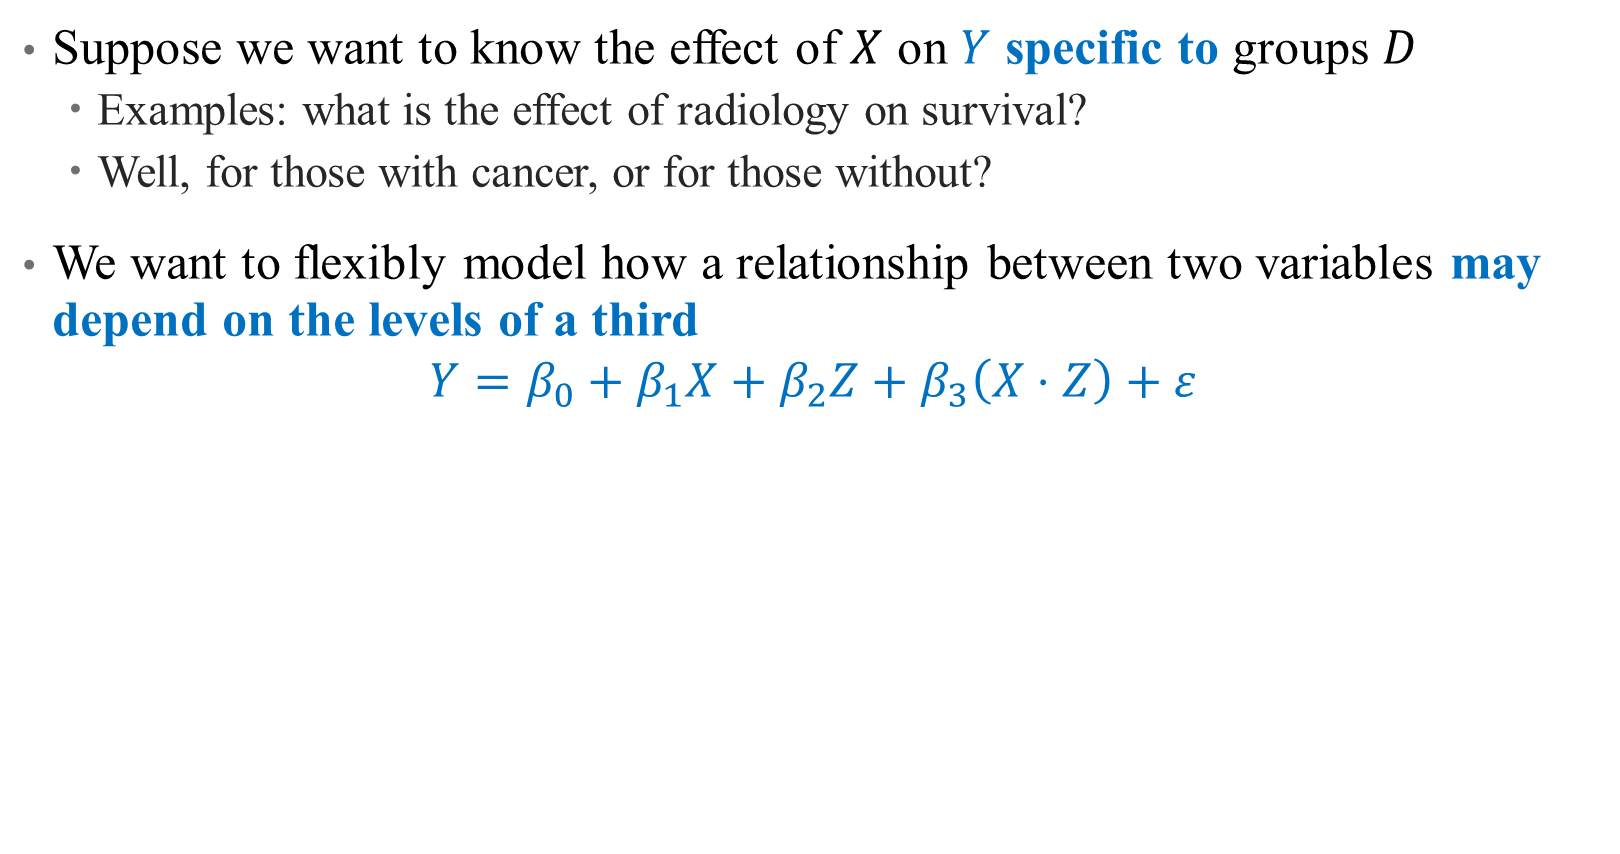 • Suppose we want to know the effect of X on Y specific to groups D
• Examples: what is the effect of radiology on survival?
• Well, for those with cancer, or for those without?
• We want to flexibly model how a relationship between two variables may
depend on the levels of a third
Y = β₀ + β₁X + β₂Z + β₃(X · Z) + ε